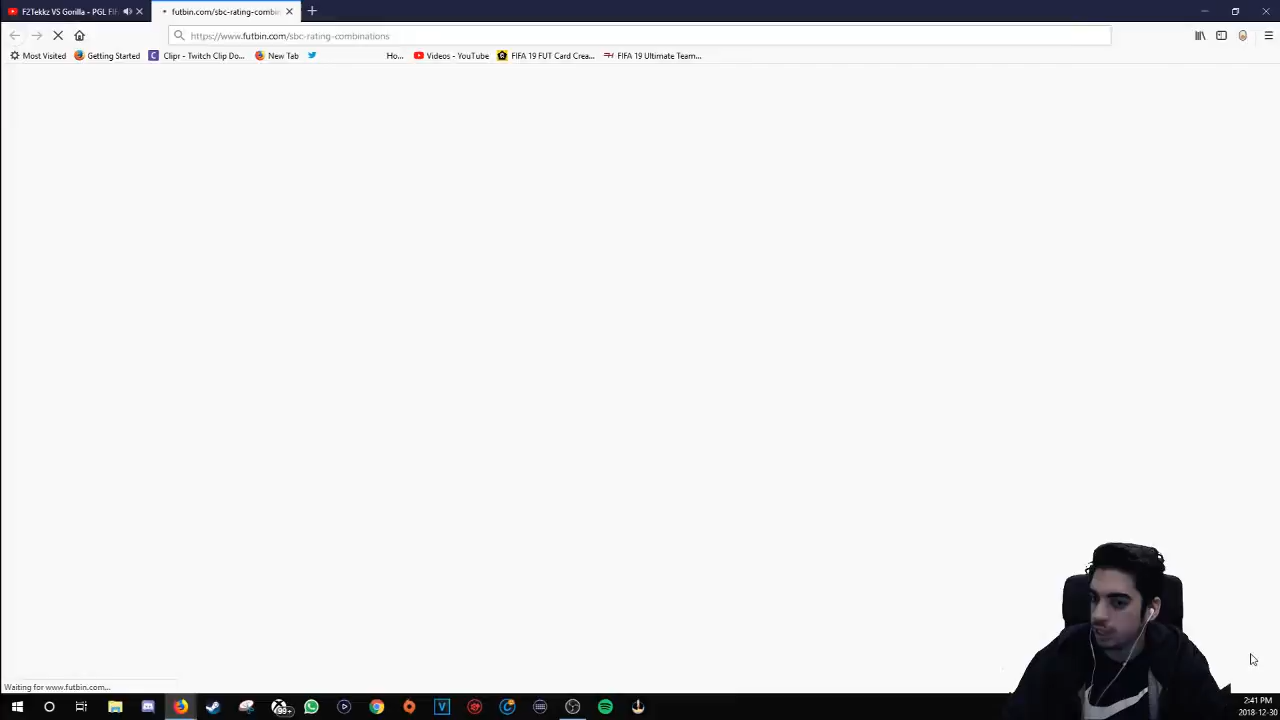 F2Tekkz VS Gorilla - PGL FIF
futbin.com/sbc-rating-combin
https://www.futbin.com/sbc-rating-combinations
Most Visited
Getting Started
Clipr - Twitch Clip Do...
New Tab
Ho...
Videos - YouTube
FIFA 19 FUT Card Crea...
FIFA 19 Ultimate Team...
Waiting for www.futbin.com...
99+
V
2:41 PM
2018-12-30